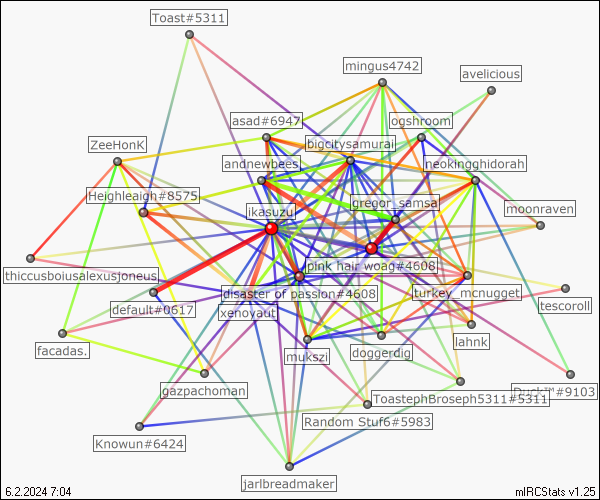 Toast#5311
mingus4742
avelicious
asad#6947
ogshroom
ZeeHonK
bigcitysamurai
andnewbees
neokingghidorah
Heighleaigh#8575
ikasuzu
gregor_samsa
moonraven
thiccusboiusalexusjoneus
pink hair woag#4608
default#0617
disaster of passion#4608
turkey_mcnugget
xenoyaut
tescoroll
facadas.
mukszi
doggerdig
lahnk
gazpachoman
ToastephBroseph5311#5311
Duck™#9103
Knowun#6424
Random Stuf6#5983
jarlbreadmaker
6.2.2024 7:04
mIRCStats v1.25